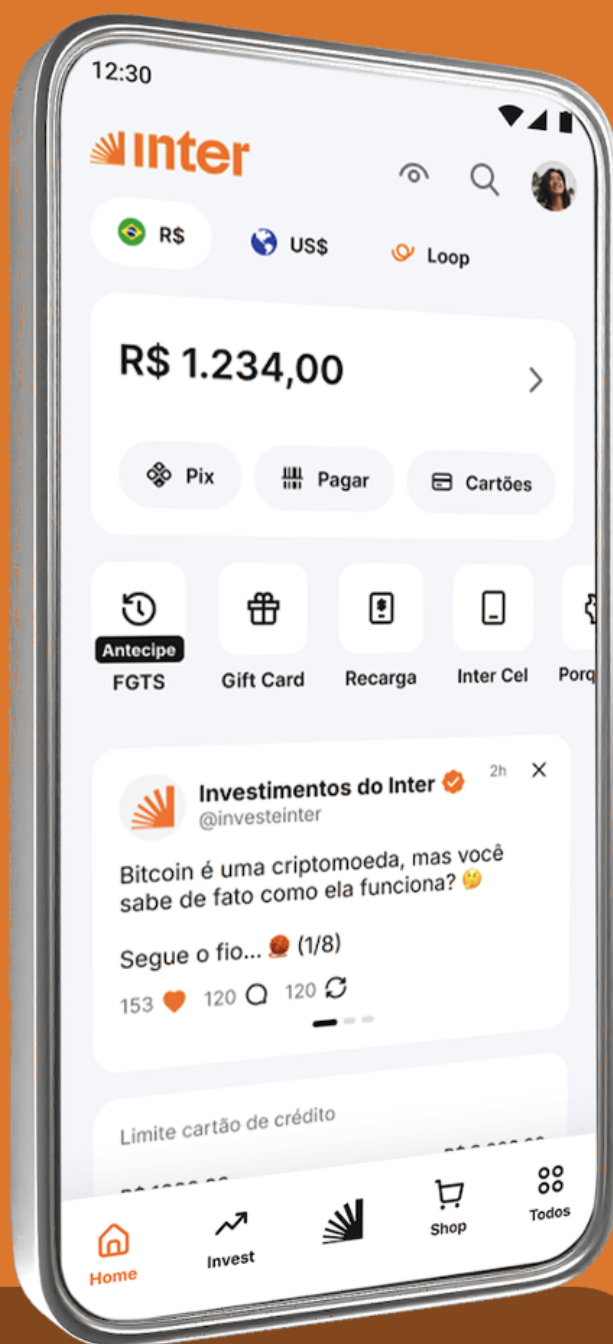 12:30
inter
R$
US$
Loop
R$ 1.234,00
Pix
Pagar
Cartões
Antecipe
FGTS
Gift Card
Recarga
Inter Cel
Investimentos do Inter
2h
@investeinter
Bitcoin é uma criptomoeda, mas você
sabe de fato como ela funciona? 🤔
Segue o fio... 🧶 (1/8)
153
120
120
Limite cartão de crédito
Home
Invest
Shop
Todos